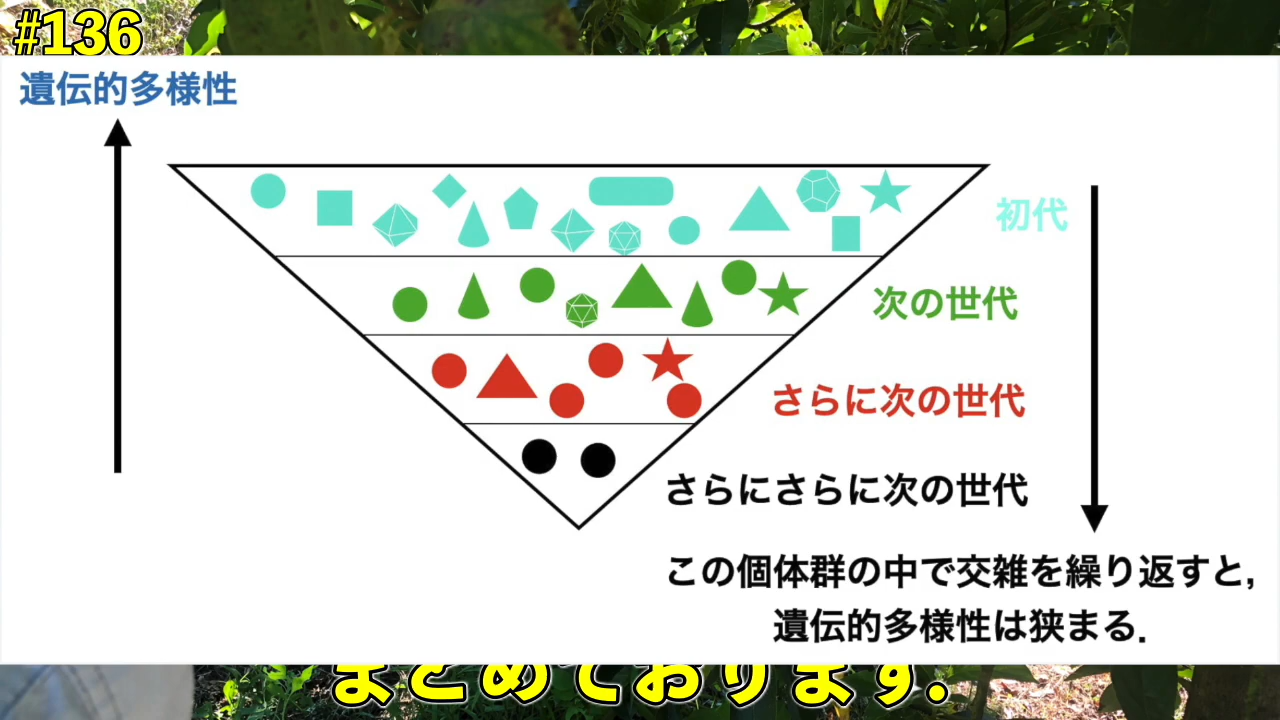 #136
遺伝的多様性
初代
次の世代
さらに次の世代
さらにさらに次の世代
この個体群の中で交雑を繰り返すと,
遺伝的多様性は狭まる.
まとめております.